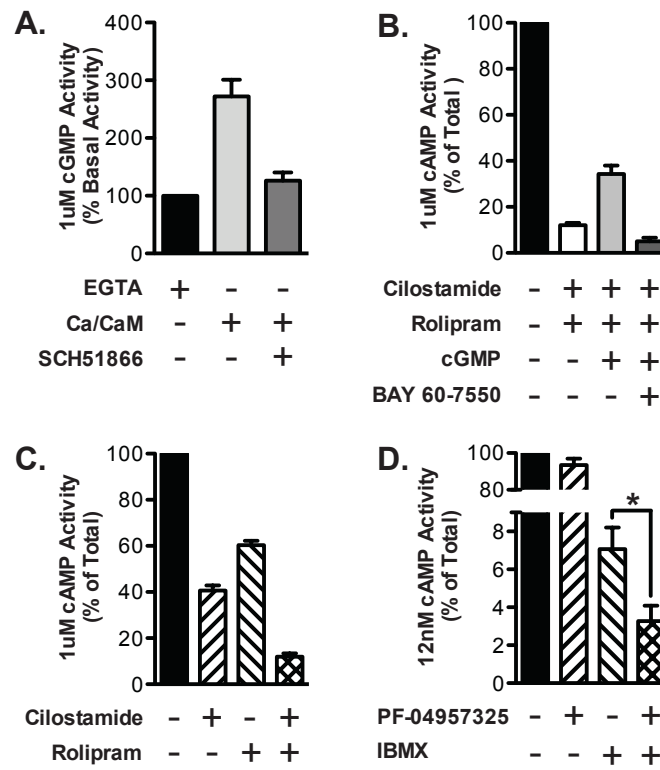 A.
1uM cGMP Activity
(% Basal Activity)
400
300
200
100
0
EGTA + – –
Ca/CaM – + +
SCH51866 – – +
B.
1uM cAMP Activity
(% of Total )
100
80
60
40
20
0
Cilostamide – + + +
Rolipram – + + +
cGMP – – + +
BAY 60-7550 – – – +
C.
1uM cAMP Activity
(% of Total)
100
80
60
40
20
0
Cilostamide – + – +
Rolipram – – + +
D.
12nM cAMP Activity
(% of Total)
100
80
8
6
4
2
0
*
PF-04957325 – + – +
IBMX – – + +